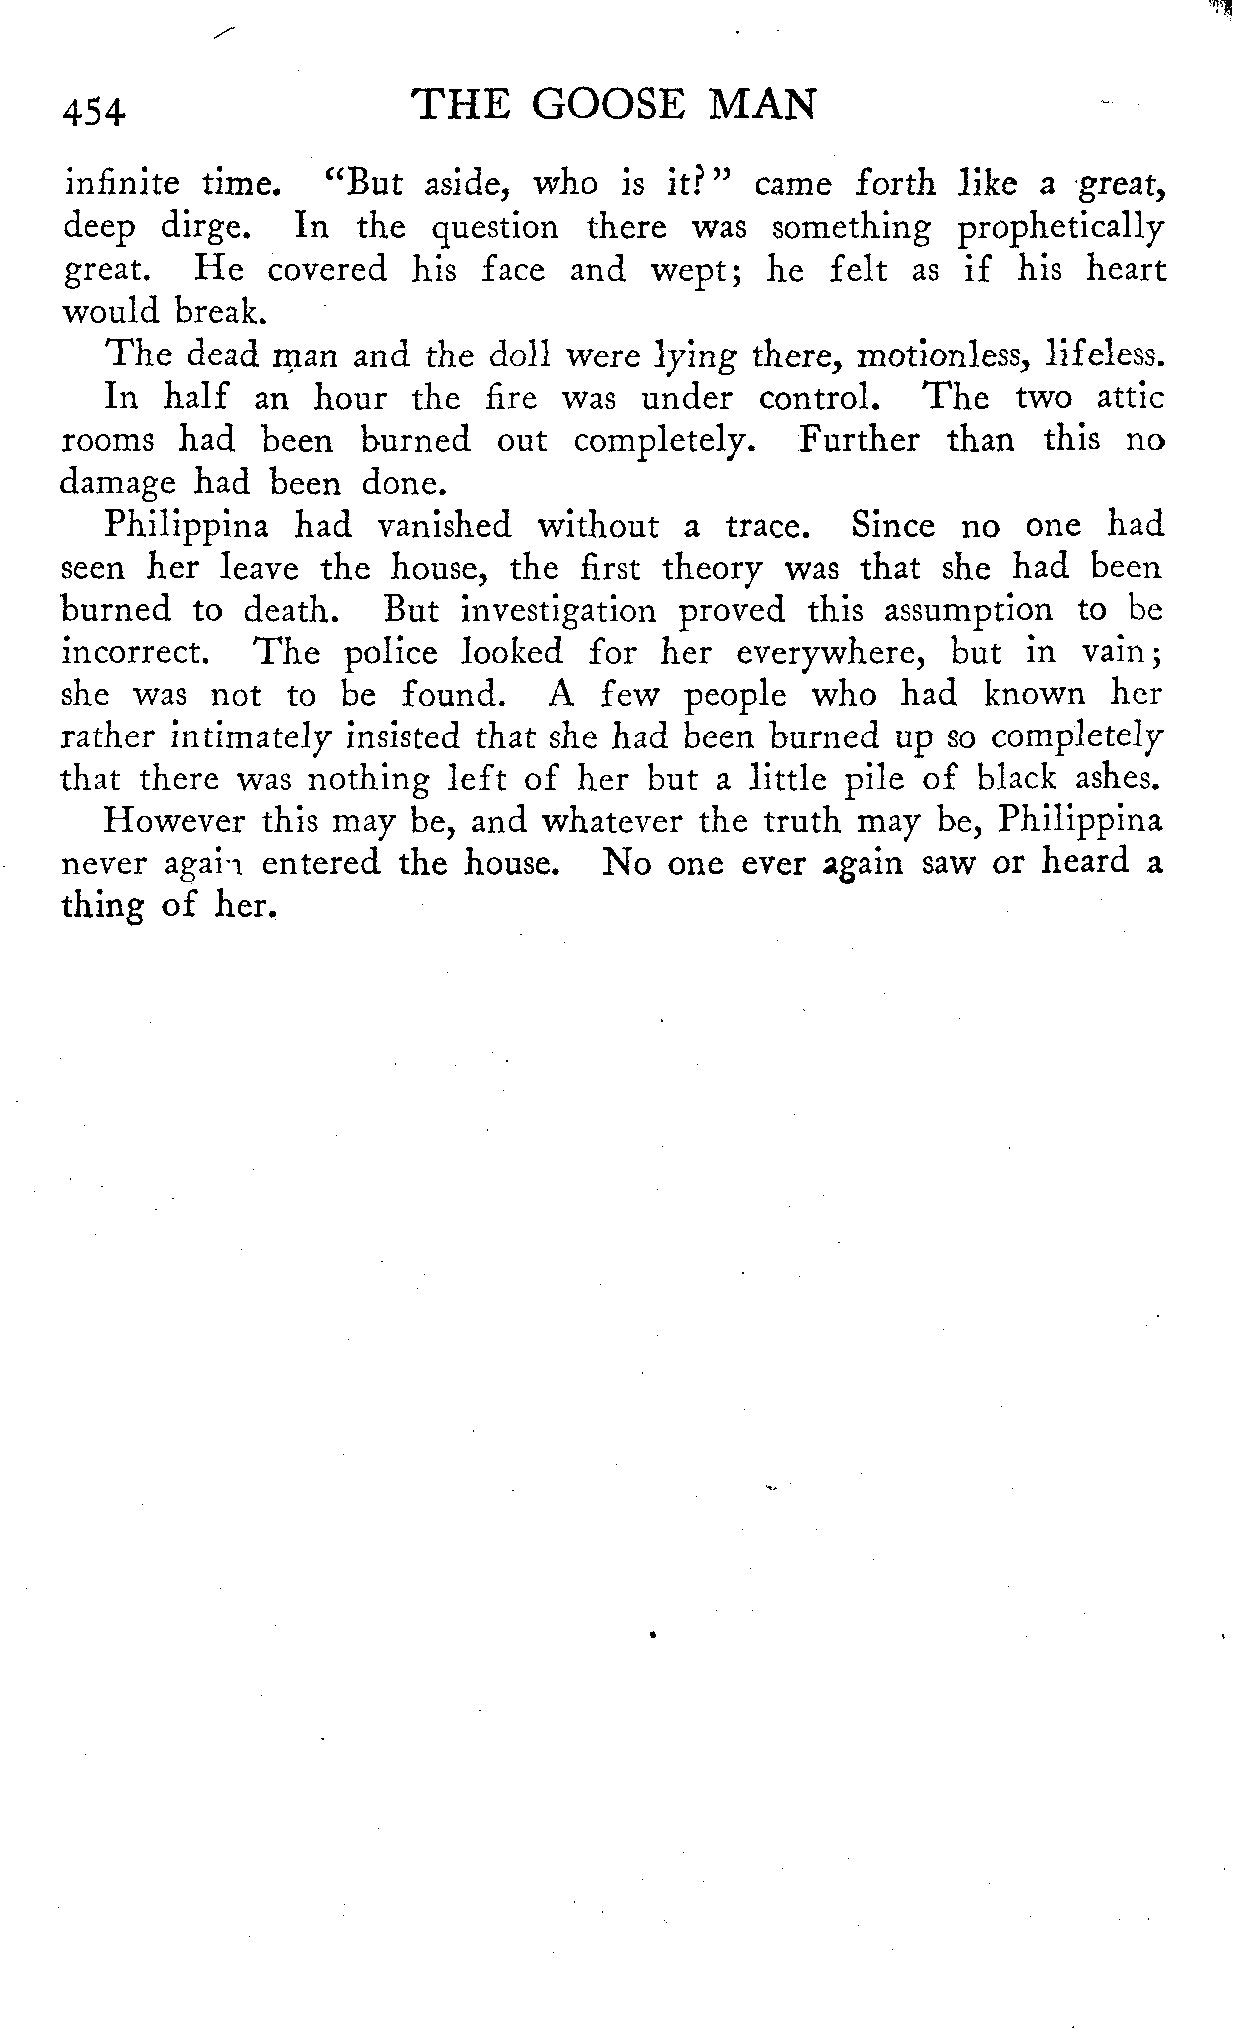 454 THE GOOSE MAN
infinite time. “But aside, who is it?” came forth like a great,
deep dirge. In the question there was something prophetically
great. He covered his face and wept; he felt as if his heart
would break.
The dead man and the doll were lying there, motionless, lifeless.
In half an hour the fire was under control. The two attic
rooms had been burned out completely. Further than this no
damage had been done.
Philippina had vanished without a trace. Since no one had
seen her leave the house, the first theory was that she had been
burned to death. But investigation proved this assumption to be
incorrect. The police looked for her everywhere, but in vain;
she was not to be found. A few people who had known her
rather intimately insisted that she had been burned up so completely
that there was nothing left of her but a little pile of black ashes.
However this may be, and whatever the truth may be, Philippina
never again entered the house. No one ever again saw or heard a
thing of her.